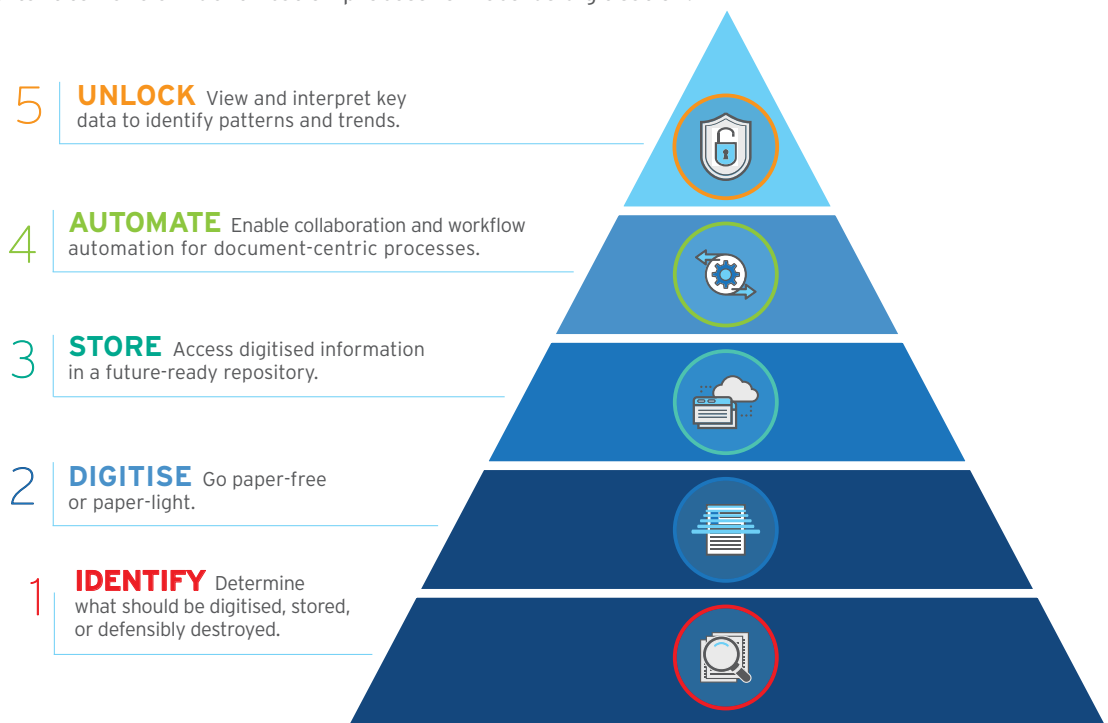 5
UNLOCK View and interpret key
data to identify patterns and trends.
4
AUTOMATE Enable collaboration and workflow
automation for document-centric processes.
3
STORE Access digitised information
in a future-ready repository.
2
DIGITISE Go paper-free
or paper-light.
1
IDENTIFY Determine
what should be digitised, stored,
or defensibly destroyed.